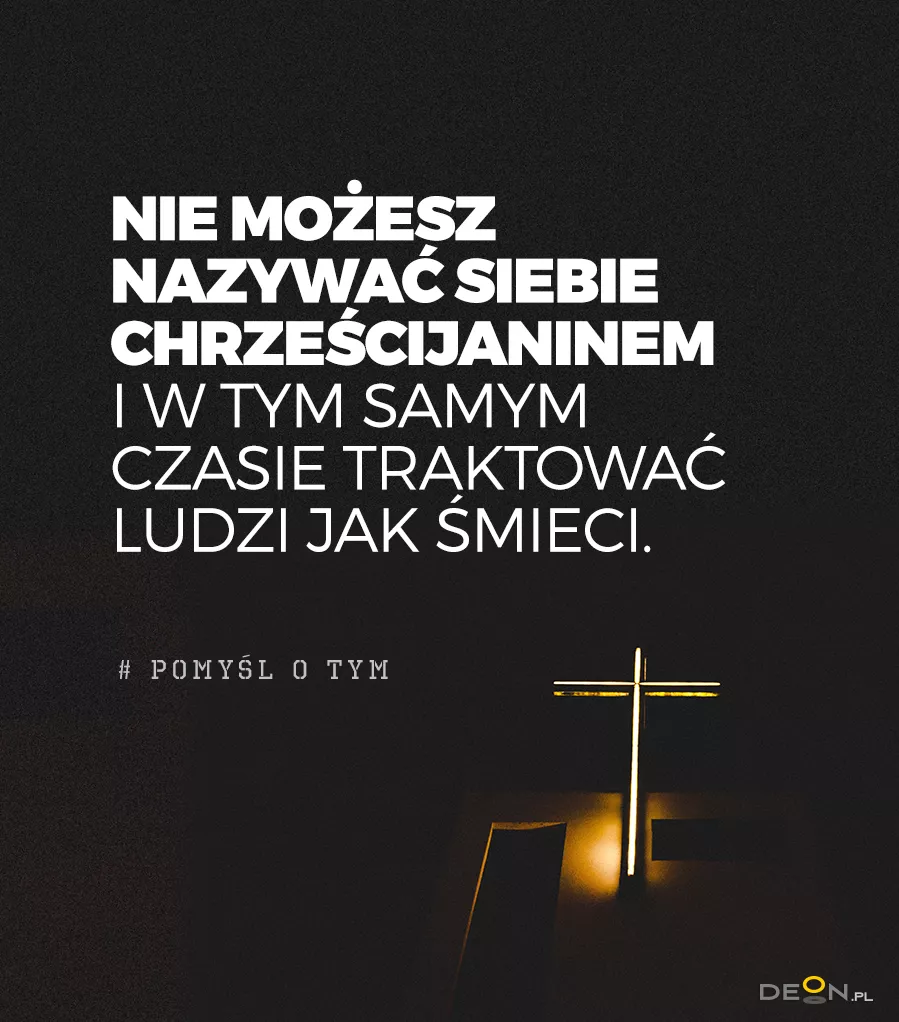 NIE MOŻESZ
NAZYWAĆ SIEBIE
CHRZEŚCIJANINEM
I W TYM SAMYM
CZASIE TRAKTOWAĆ
LUDZI JAK ŚMIECI.
# POMYŚL O TYM
DEON.PL